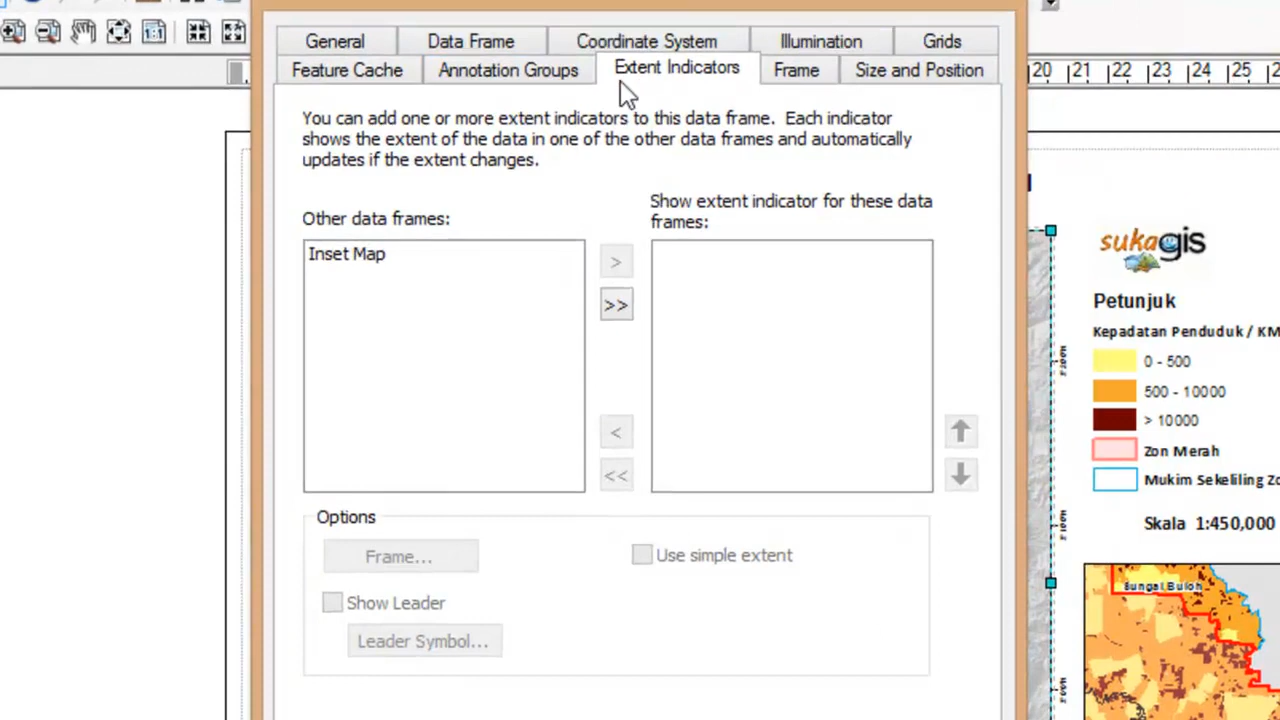 General Data Frame Coordinate System Illumination Grids
Feature Cache Annotation Groups Extent Indicators Frame Size and Position
20 21 22 23 24 25
You can add one or more extent indicators to this data frame. Each indicator
shows the extent of the data in one of the other data frames and automatically
updates if the extent changes.
Other data frames:
Show extent indicator for these data
frames:
Inset Map
>
>>
<
<<
Options
Frame...
Use simple extent
Show Leader
Leader Symbol...
1:1
sukagis
Petunjuk
Kepadatan Penduduk / KM
0 - 500
500 - 10000
> 10000
Zon Merah
Mukim Sekeliling Zo
Skala 1:450,000
Sungai Buloh